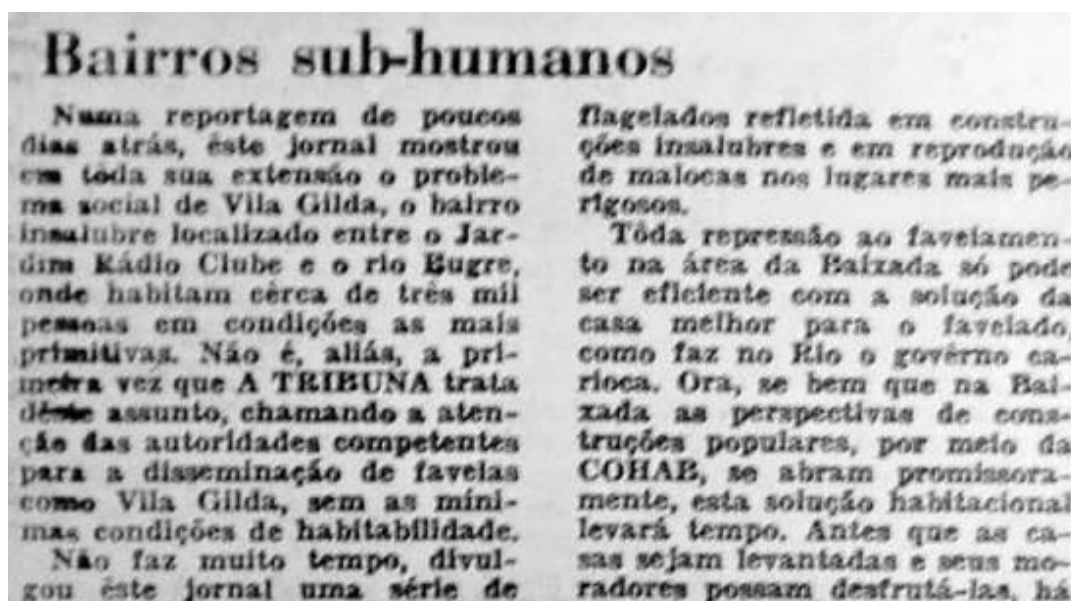 Bairros sub-humanos
Numa reportagem de poucos
dias atrás, êste jornal mostrou
em tôda sua extensão o proble-
ma social de Vila Gilda, o bairro
insalubre localizado entre o Jar-
dim Rádio Clube e o rio Bugre,
onde habitam cêrca de três mil
pessoas em condições as mais
primitivas. Não é, aliás, a pri-
meira vez que A TRIBUNA trata
dêste assunto, chamando a aten-
ção das autoridades competentes
para a disseminação de favelas
como Vila Gilda, sem as míni-
mas condições de habitabilidade.
Não faz muito tempo, divul-
gou êste jornal uma série de
flagelados refletida em constru-
ções insalubres e em reprodução
de malocas nos lugares mais pe-
rigosos.
Tôda repressão ao favelamen-
to na área da Baixada só pode
ser eficiente com a solução da
casa melhor para o favelado,
como faz no Rio o govêrno ca-
rioca. Ora, se bem que na Bai-
xada as perspectivas de cons-
truções populares, por meio da
COHAB, se abram promissora-
mente, esta solução habitacional
levará tempo. Antes que as ca-
sas sejam levantadas e seus mo-
radores possam desfrutá-las, há